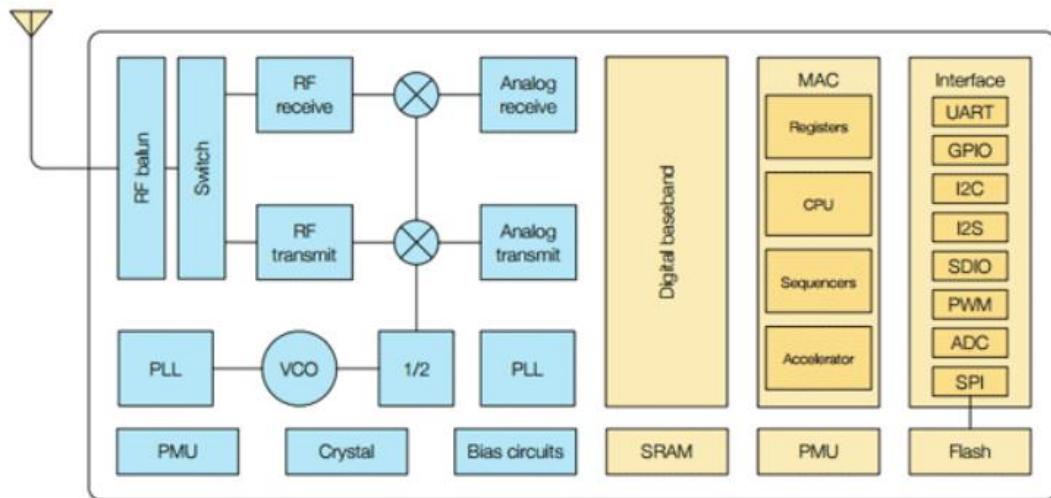 RF balun
Switch
RF
receive
Analog
receive
RF
transmit
Analog
transmit
PLL
VCO
1/2
PLL
PMU
Crystal
Bias circuits
Digital baseband
SRAM
MAC
Registers
CPU
Sequencers
Accelerator
PMU
Interface
UART
GPIO
I2C
I2S
SDIO
PWM
ADC
SPI
Flash